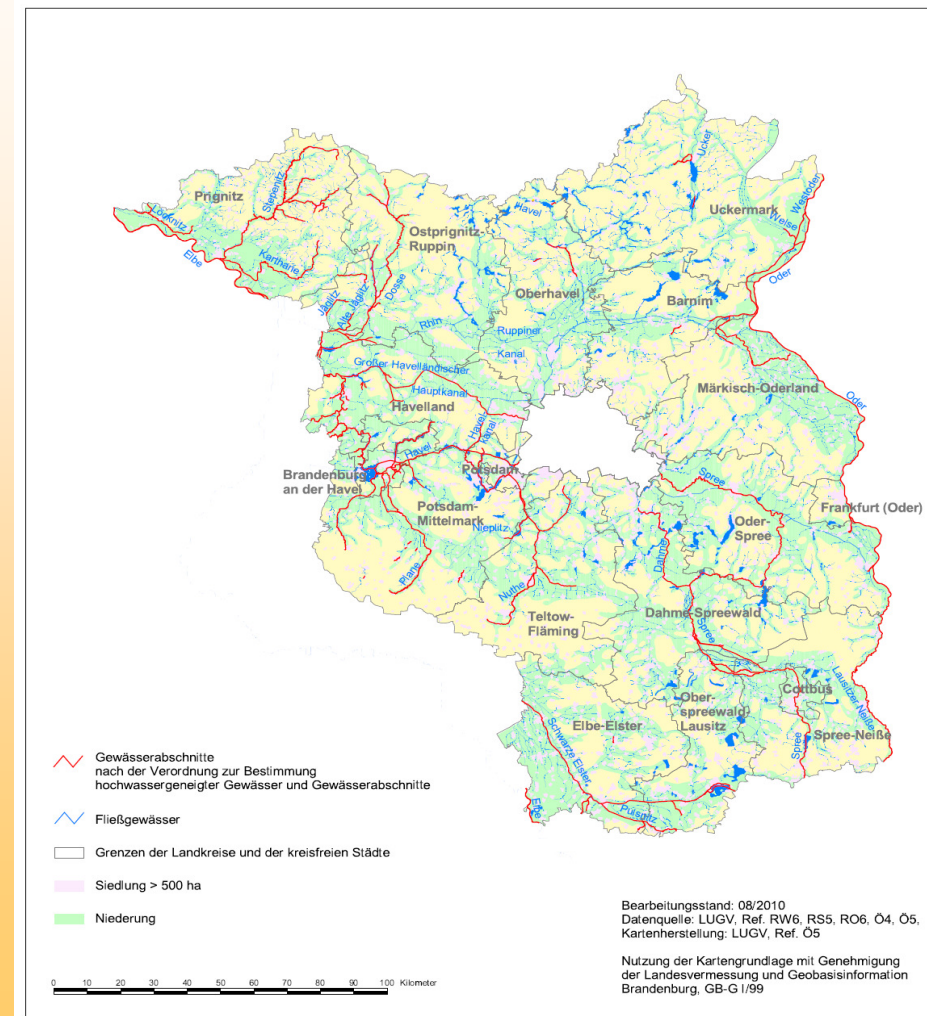 Ucker
Prignitz
Stepenitz
Uckermark
Westoder
Löcknitz
Havel
Welse
Ostprignitz-
Ruppin
Elbe
Karthane
Oder
Oberhavel
Barnim
Jäglitz
Alte Jäglitz
Dosse
Rhin
Ruppiner
Kanal
Großer Havelländischer
Hauptkanal
Märkisch-Oderland
Oder
Havelland
Havel-
kanal
Havel
Brandenburg
an der Havel
Potsdam
Spree
Potsdam-
Mittelmark
Frankfurt (Oder)
Oder-
Spree
Nieplitz
Dahme
Plane
Nuthe
Teltow-
Fläming
Dahme-Spreewald
Spree
Lausitzer Neiße
Cottbus
Ober-
spreewald-
Lausitz
Elbe-Elster
Spree-Neiße
Schwarze Elster
Spree
Elbe
Pulsnitz
Gewässerabschnitte
nach der Verordnung zur Bestimmung
hochwassergeneigter Gewässer und Gewässerabschnitte
Fließgewässer
Grenzen der Landkreise und der kreisfreien Städte
Siedlung > 500 ha
Niederung
0 10 20 30 40 50 60 70 80 90 100 Kilometer
Bearbeitungsstand: 08/2010
Datenquelle: LUGV, Ref. RW6, RS5, RO6, Ö4, Ö5,
Kartenherstellung: LUGV, Ref. Ö5
Nutzung der Kartengrundlage mit Genehmigung
der Landesvermessung und Geobasisinformation
Brandenburg, GB-G I/99